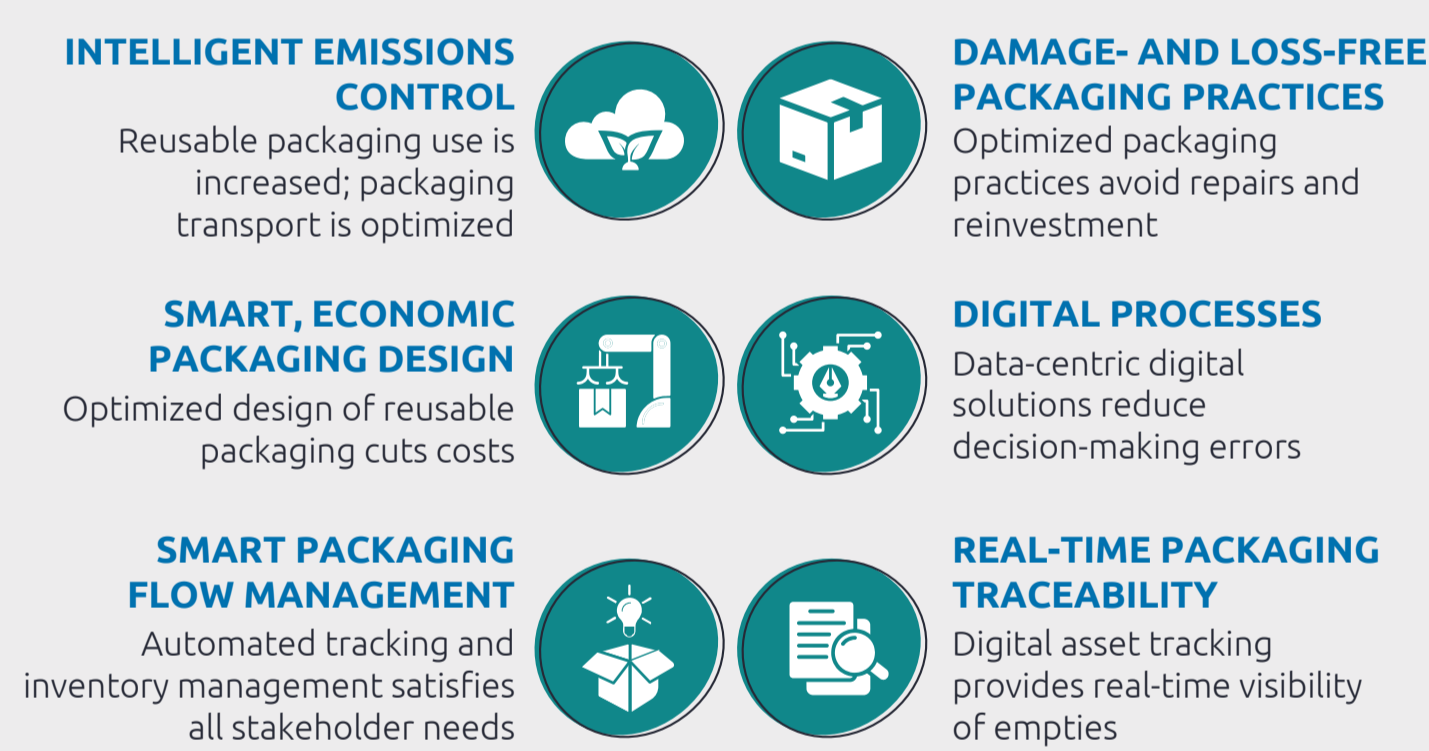 INTELLIGENT EMISSIONS
CONTROL
Reusable packaging use is
increased; packaging
transport is optimized
DAMAGE- AND LOSS-FREE
PACKAGING PRACTICES
Optimized packaging
practices avoid repairs and
reinvestment
SMART, ECONOMIC
PACKAGING DESIGN
Optimized design of reusable
packaging cuts costs
DIGITAL PROCESSES
Data-centric digital
solutions reduce
decision-making errors
SMART PACKAGING
FLOW MANAGEMENT
Automated tracking and
inventory management satisfies
all stakeholder needs
REAL-TIME PACKAGING
TRACEABILITY
Digital asset tracking
provides real-time visibility
of empties